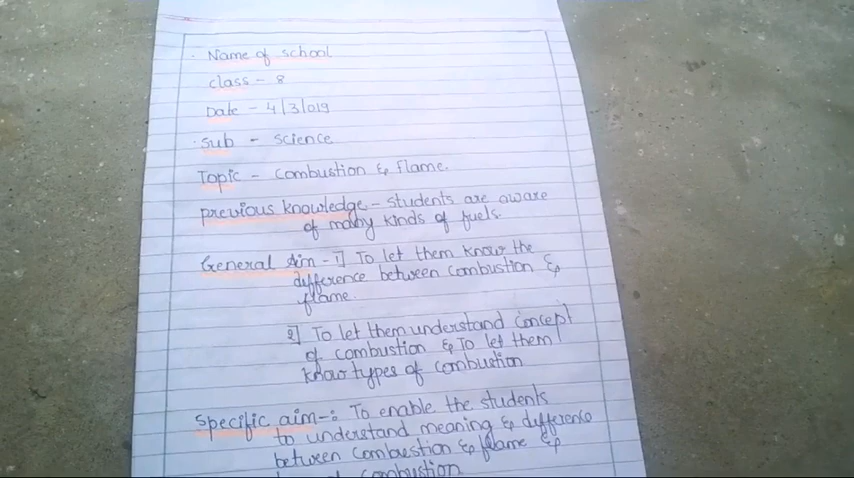 Name of school
class - 8
Date - 4/3/019
Sub - science
Topic - Combustion & flame.
previous knowledge - students are aware
of many kinds of fuels.
General Aim - 1] To let them know the
difference between combustion &
flame.
2] To let them understand concept
of combustion & To let them
know types of combustion
Specific aim -: To enable the students
to understand meaning & difference
between combustion & flame &
combustion